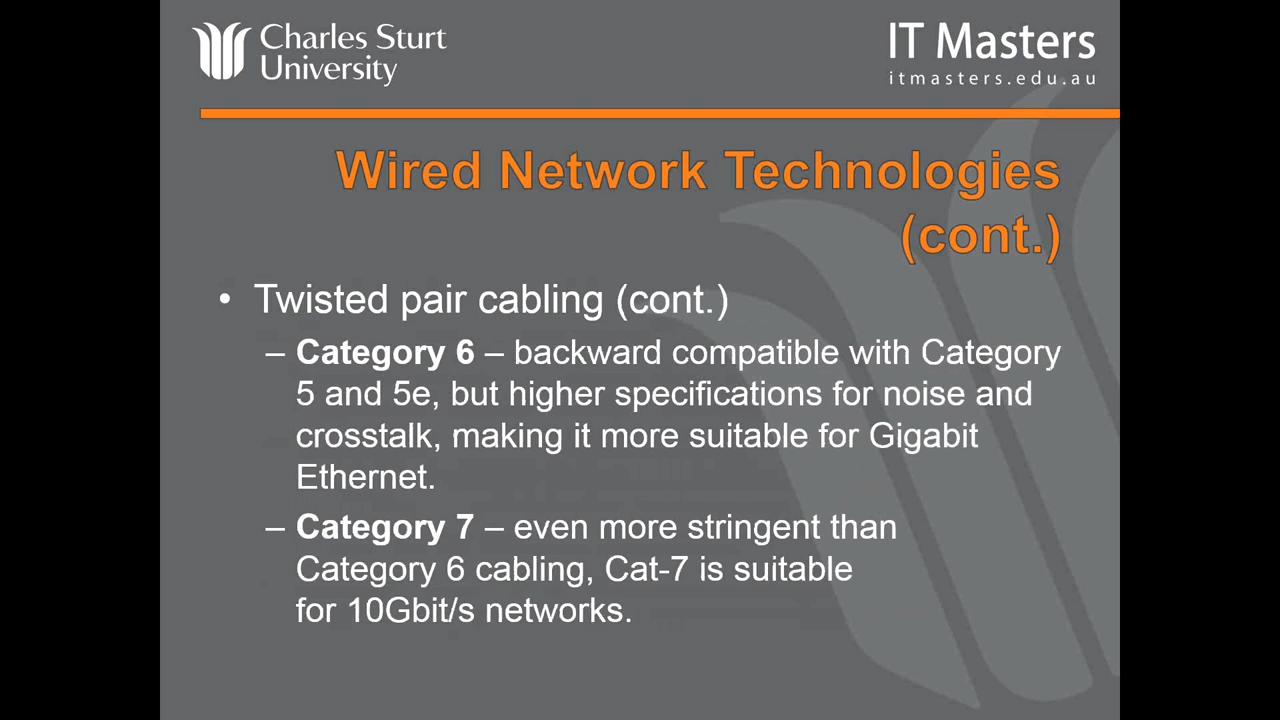 Charles Sturt
University
IT Masters
itmasters.edu.au
Wired Network Technologies
(cont.)
• Twisted pair cabling (cont.)
– Category 6 – backward compatible with Category
5 and 5e, but higher specifications for noise and
crosstalk, making it more suitable for Gigabit
Ethernet.
– Category 7 – even more stringent than
Category 6 cabling, Cat-7 is suitable
for 10Gbit/s networks.